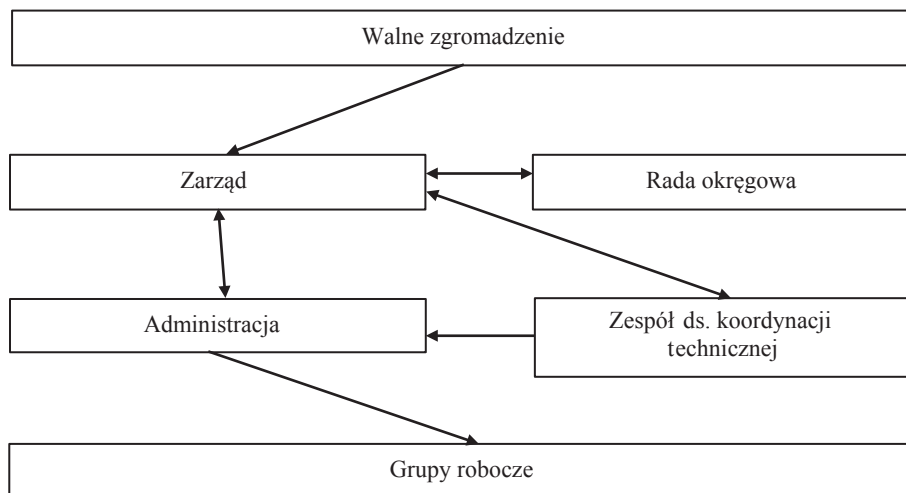 Walne zgromadzenie
Zarząd
Rada okręgowa
Administracja
Zespół ds. koordynacji
technicznej
Grupy robocze